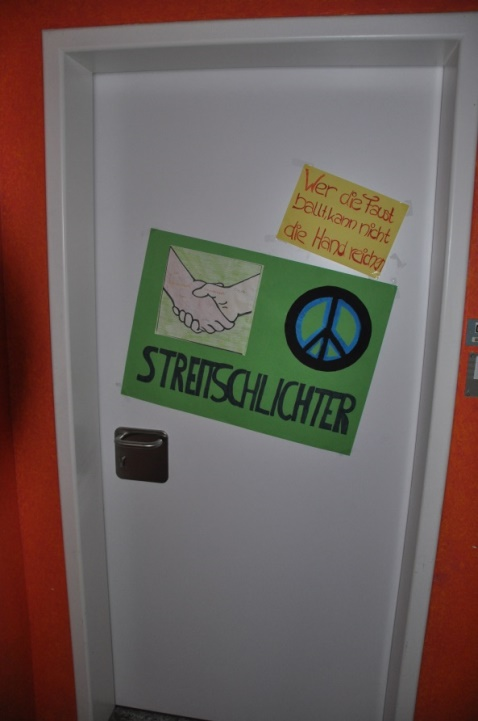 Wer die Faust
ballt, kann nicht
die Hand reichen
STREITSCHLICHTER